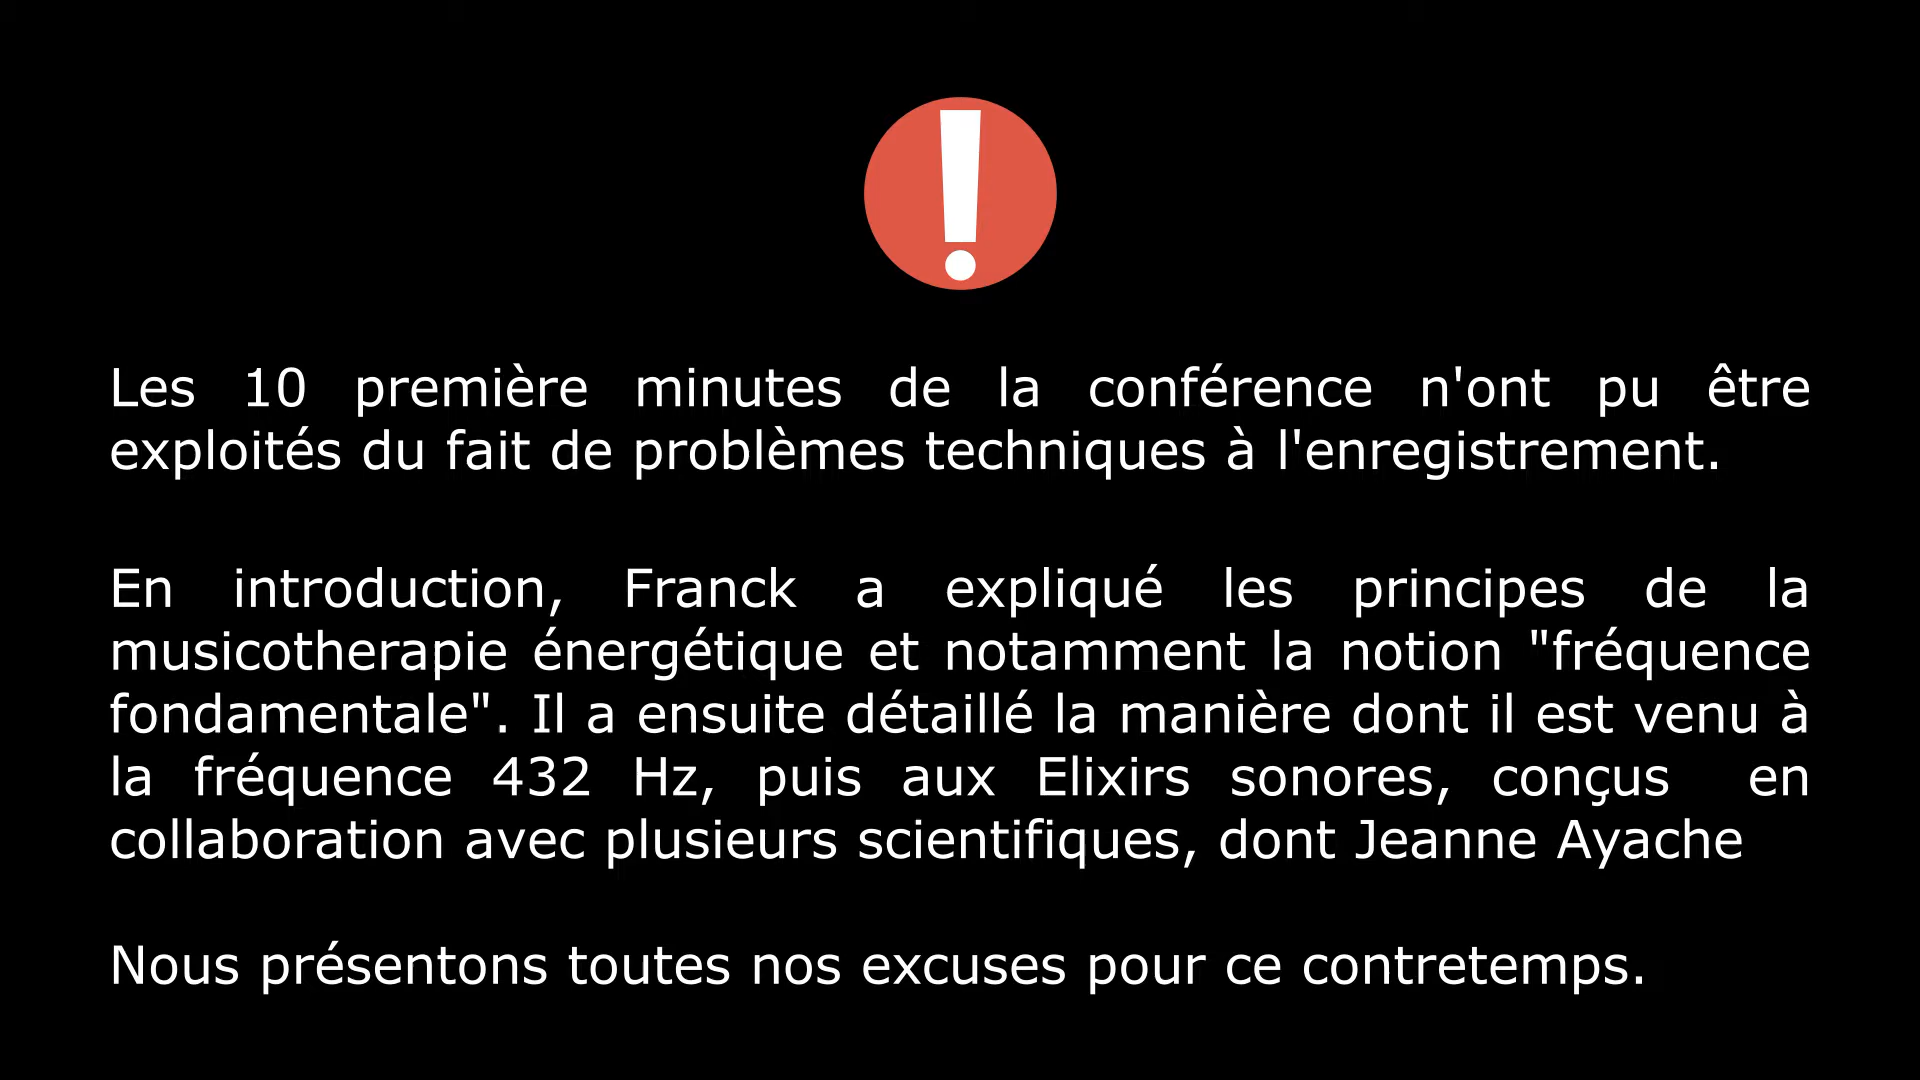 Les 10 première minutes de la conférence n'ont pu être
exploités du fait de problèmes techniques à l'enregistrement.
En introduction, Franck a expliqué les principes de la
musicotherapie énergétique et notamment la notion "fréquence
fondamentale". Il a ensuite détaillé la manière dont il est venu à
la fréquence 432 Hz, puis aux Elixirs sonores, conçus en
collaboration avec plusieurs scientifiques, dont Jeanne Ayache
Nous présentons toutes nos excuses pour ce contretemps.